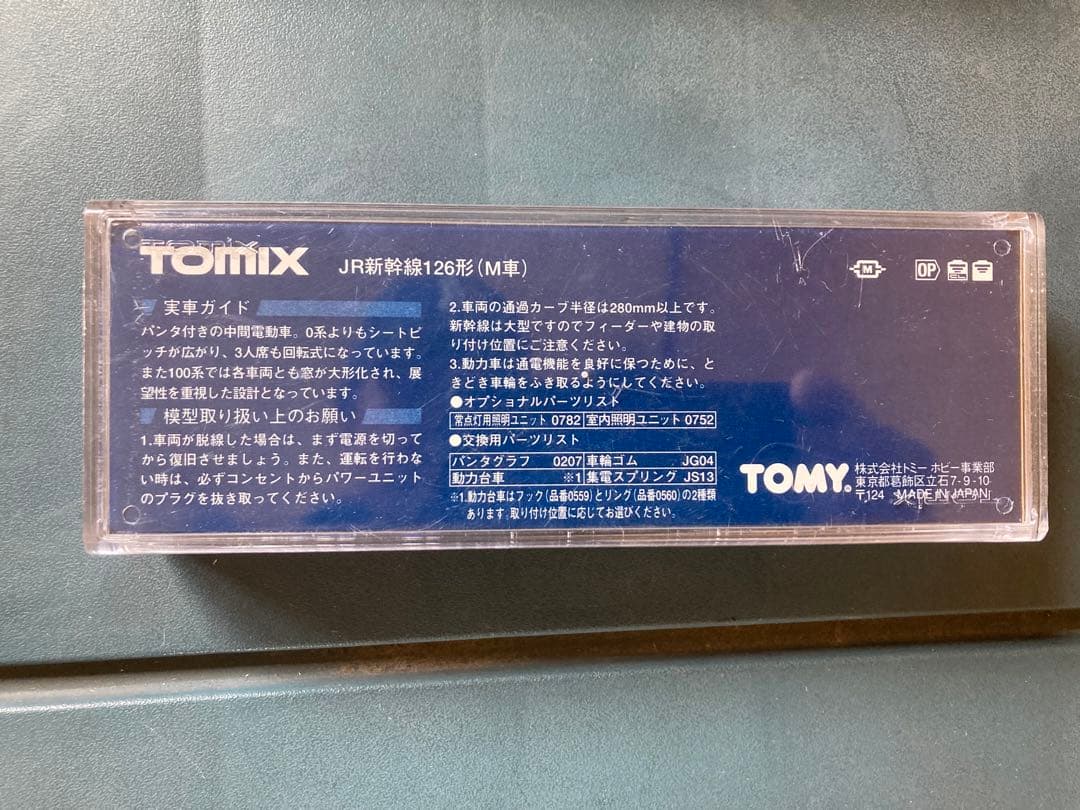 TOMIX JR新幹線126形(M車)
M OP EL
実車ガイド
パンタ付きの中間電動車。0系よりもシートピ
ッチが広がり、3人席も回転式になっています。
また100系では各車両とも窓が大形化され、展
望性を重視した設計となっています。
模型取り扱い上のお願い
1.車両が脱線した場合は、まず電源を切って
から復旧させましょう。また、運転を行わな
い時は、必ずコンセントからパワーユニット
のプラグを抜き取ってください。
2.車両の通過カーブ半径は280mm以上です。
新幹線は大型ですのでフィーダーや建物の取
り付け位置にご注意ください。
3.動力車は通電機能を良好に保つために、と
きどき車輪をふき取るようにしてください。
●オプショナルパーツリスト
常点灯用照明ユニット 0782 室内照明ユニット 0752
●交換用パーツリスト
パンタグラフ 0207 車輪ゴム JG04
動力台車 ※1 集電スプリング JS13
※1.動力台車はフック(品番0559)とリング(品番0560)の2種類
あります。取り付け位置に応じてお選びください。
TOMY. 株式会社トミー ホビー事業部
東京都葛飾区立石7-9-10
〒124 MADE IN JAPAN